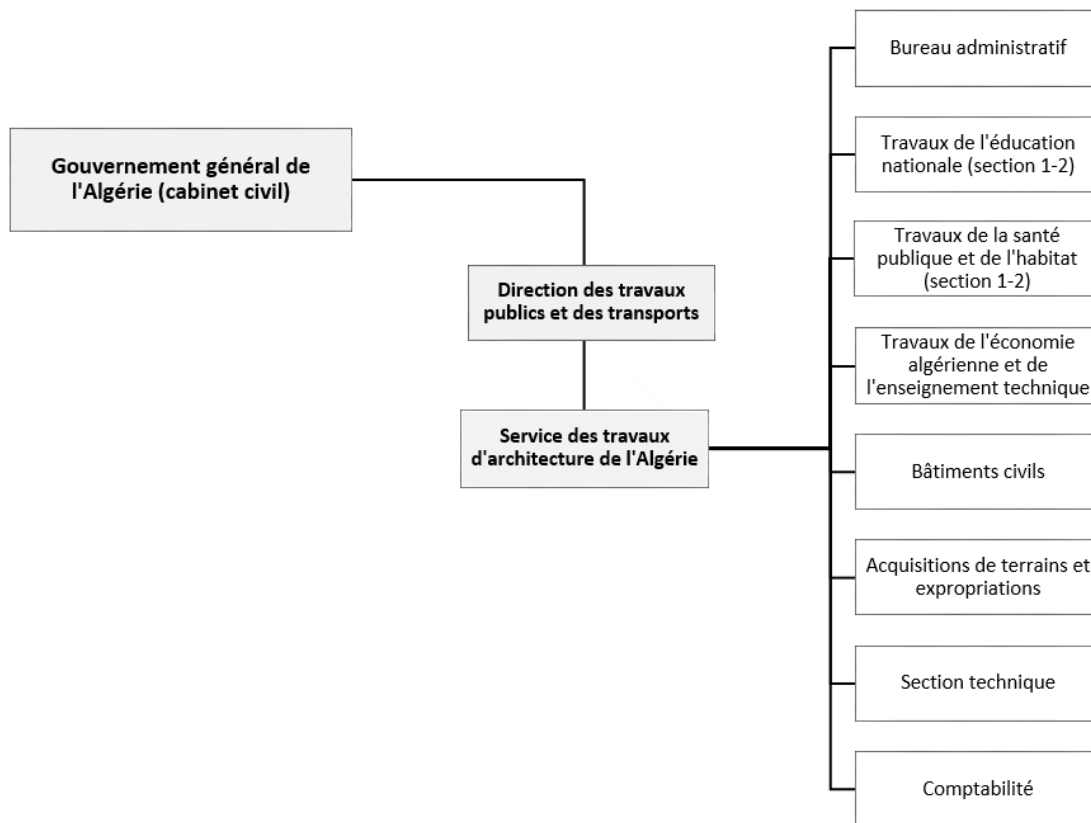 Gouvernement général de
l'Algérie (cabinet civil)
Direction des travaux
publics et des transports
Service des travaux
d'architecture de l'Algérie
Bureau administratif
Travaux de l'éducation
nationale (section 1-2)
Travaux de la santé
publique et de l'habitat
(section 1-2)
Travaux de l'économie
algérienne et de
l'enseignement technique
Bâtiments civils
Acquisitions de terrains et
expropriations
Section technique
Comptabilité